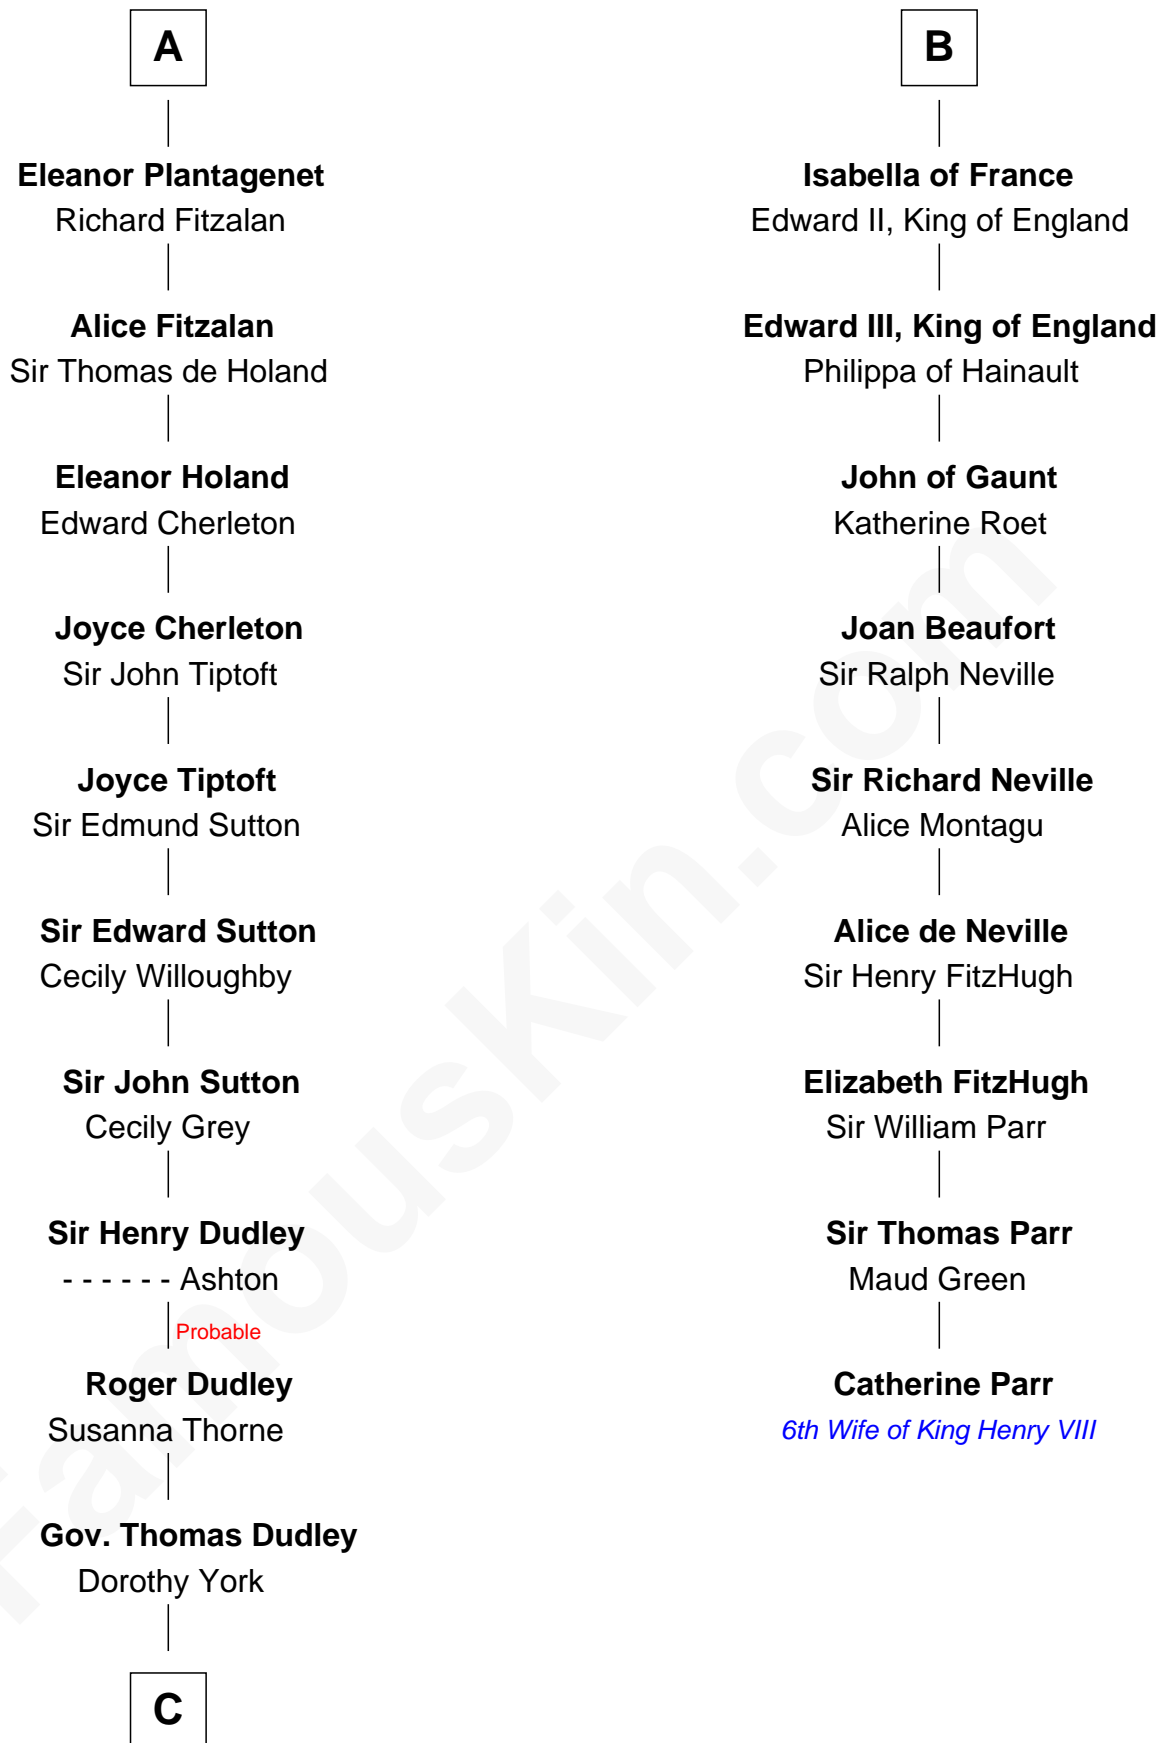 A
Eleanor Plantagenet
Richard Fitzalan
Alice Fitzalan
Sir Thomas de Holand
Eleanor Holand
Edward Cherleton
Joyce Cherleton
Sir John Tiptoft
Joyce Tiptoft
Sir Edmund Sutton
Sir Edward Sutton
Cecily Willoughby
Sir John Sutton
Cecily Grey
Sir Henry Dudley
- - - - - - Ashton
Probable
Roger Dudley
Susanna Thorne
Gov. Thomas Dudley
Dorothy York
C
B
Isabella of France
Edward II, King of England
Edward III, King of England
Philippa of Hainault
John of Gaunt
Katherine Roet
Joan Beaufort
Sir Ralph Neville
Sir Richard Neville
Alice Montagu
Alice de Neville
Sir Henry FitzHugh
Elizabeth FitzHugh
Sir William Parr
Sir Thomas Parr
Maud Green
Catherine Parr
6th Wife of King Henry VIII
FamousKin.com